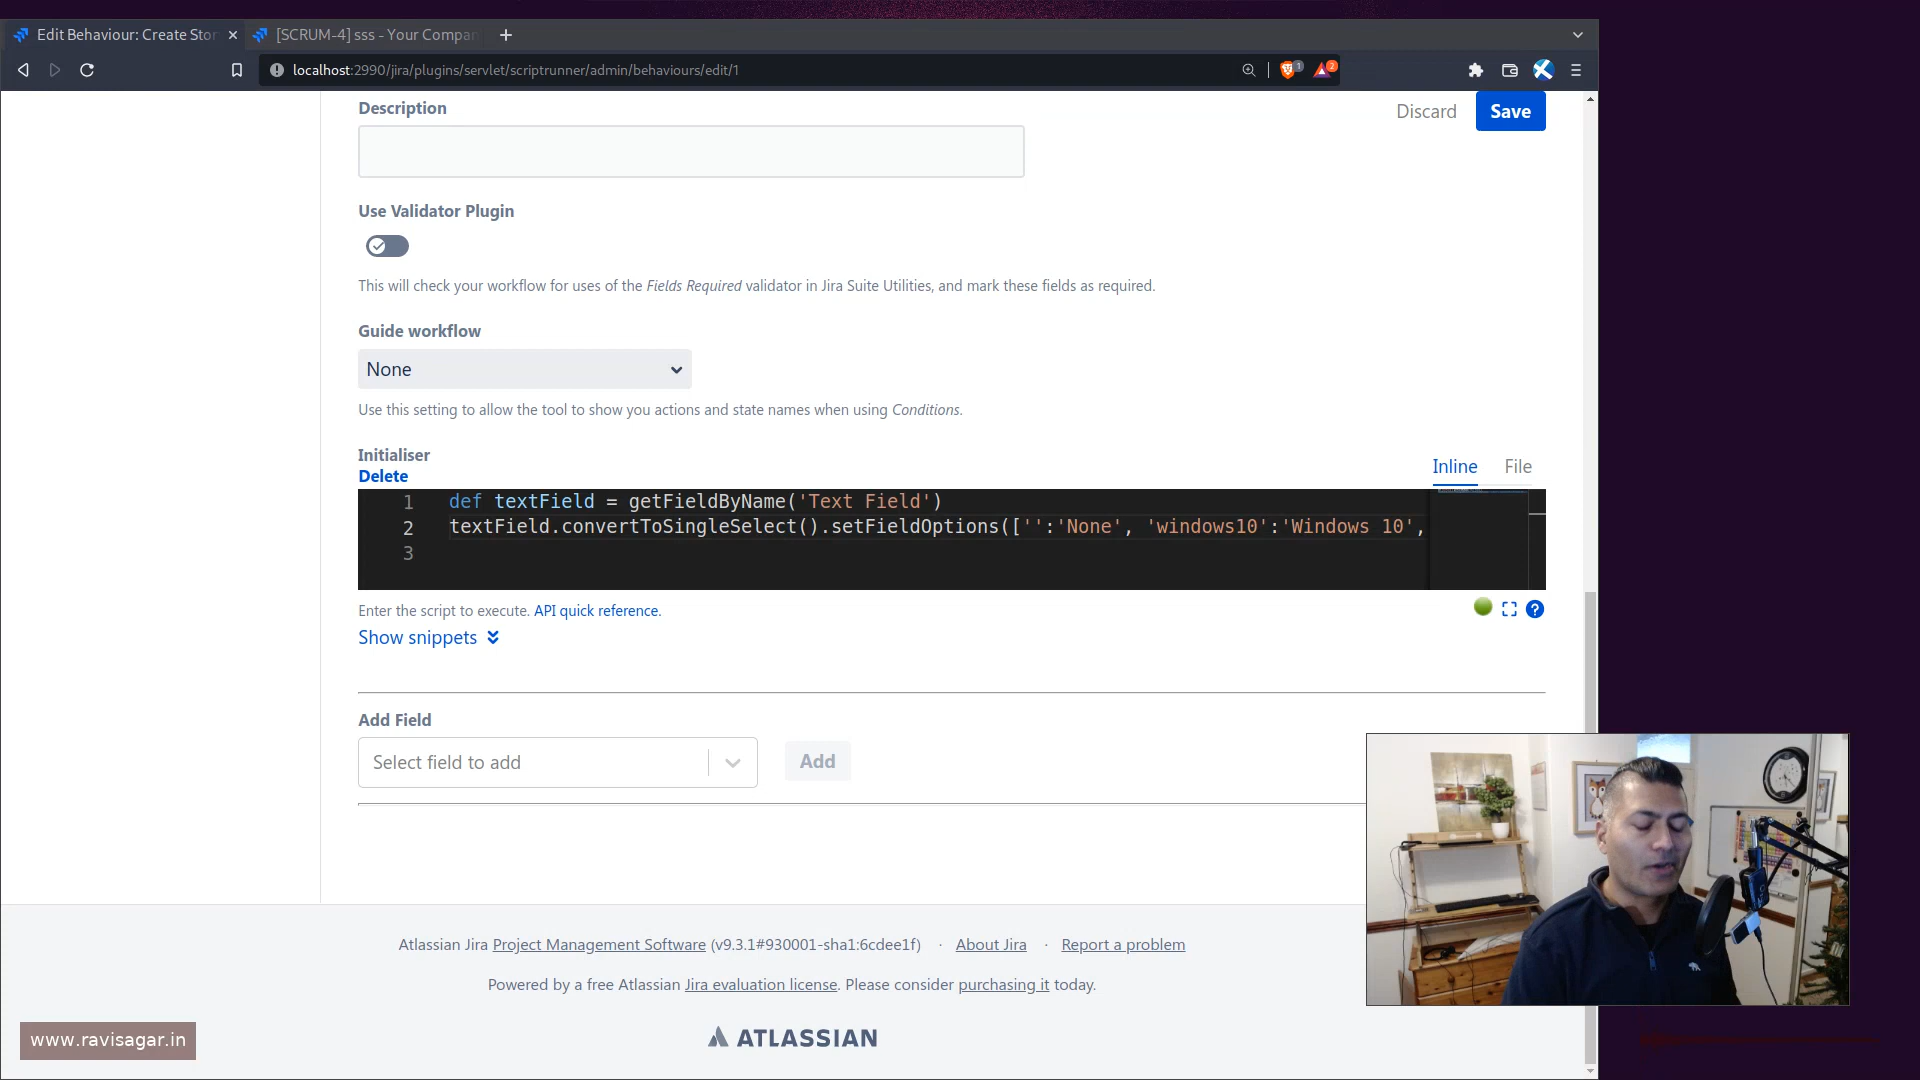 Edit Behaviour: Create Stor
[SCRUM-4] sss - Your Compan
localhost:2990/jira/plugins/servlet/scriptrunner/admin/behaviours/edit/1
1
2
Description
Discard
Save
Use Validator Plugin
This will check your workflow for uses of the Fields Required validator in Jira Suite Utilities, and mark these fields as required.
Guide workflow
None
Use this setting to allow the tool to show you actions and state names when using Conditions.
Initialiser
Delete
Inline
File
1 def textField = getFieldByName('Text Field')
2 textField.convertToSingleSelect().setFieldOptions(['':'None', 'windows10':'Windows 10',
3
Enter the script to execute. API quick reference.
Show snippets
Add Field
Select field to add
Add
Atlassian Jira Project Management Software (v9.3.1#930001-sha1:6cdee1f) · About Jira · Report a problem
Powered by a free Atlassian Jira evaluation license. Please consider purchasing it today.
ATLASSIAN
www.ravisagar.in